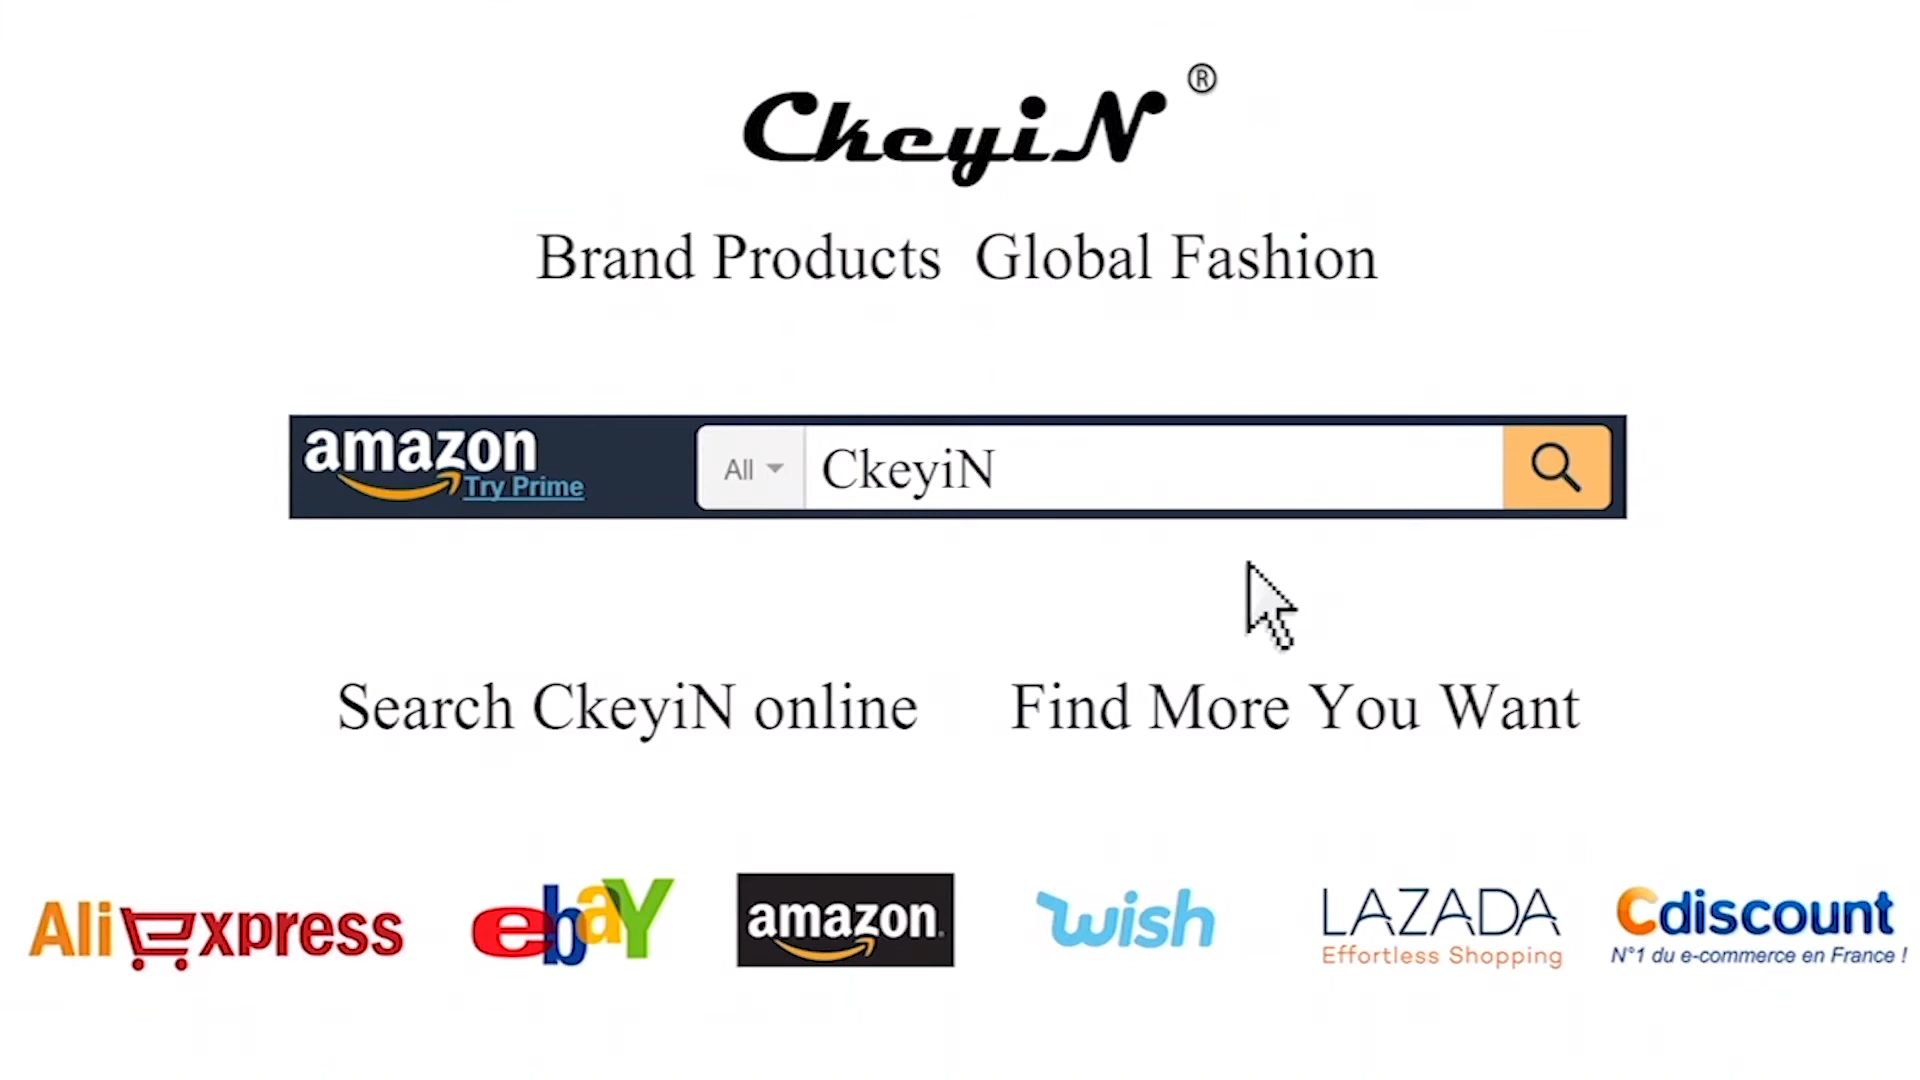 CkeyiN ®
Brand Products Global Fashion
amazon Try Prime All CkeyiN
Search CkeyiN online Find More You Want
AliExpress ebaY amazon wish LAZADA Cdiscount
Effortless Shopping N°1 du e-commerce en France !